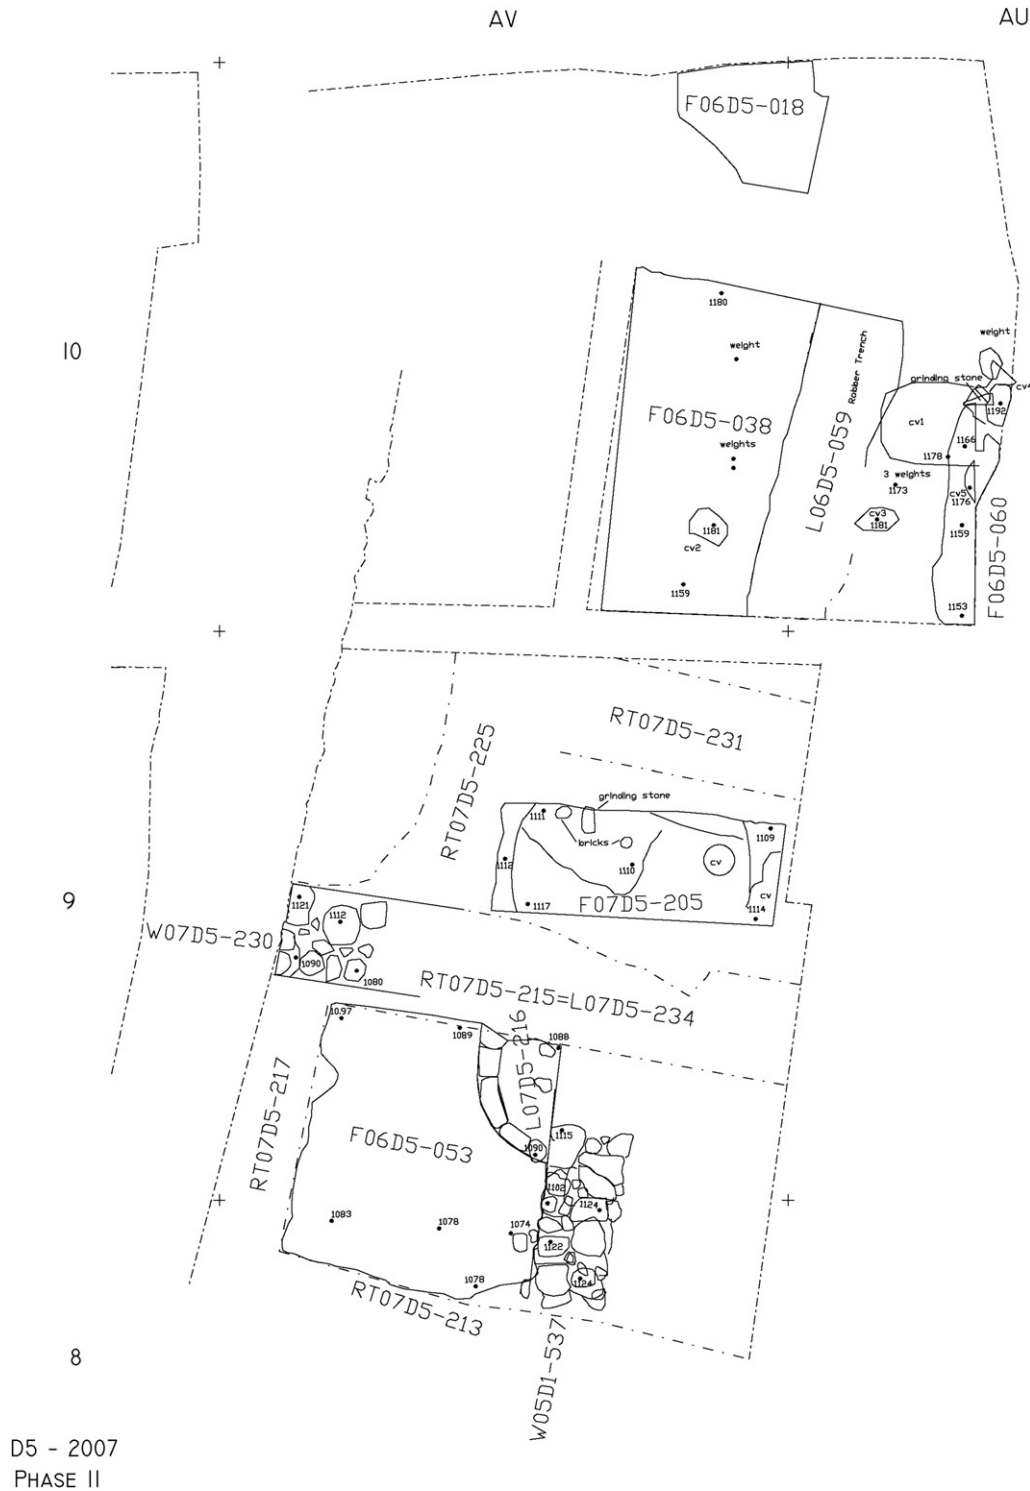 AV
AU
F06D5-018
10
1180
weight
weight
F06D5-038
weights
L06D5-059
Robber Trench
grinding stone
cv4
1192
cv1
1166
1178
3 weights
1173
cv5
1176
cv3
1181
1181
cv2
1159
1159
1153
F06D5-060
RT07D5-231
RT07D5-225
grinding stone
1111
bricks
1109
1112
1110
cv
cv
1117
F07D5-205
1114
9
1121
1112
W07D5-230
1090
1080
RT07D5-215=L07D5-234
1097
1089
1088
L07D5-216
RT07D5-217
F06D5-053
1115
1090
1102
1124
1083
1078
1074
1122
1124
1078
RT07D5-213
W05D1-537
8
D5 - 2007
PHASE II